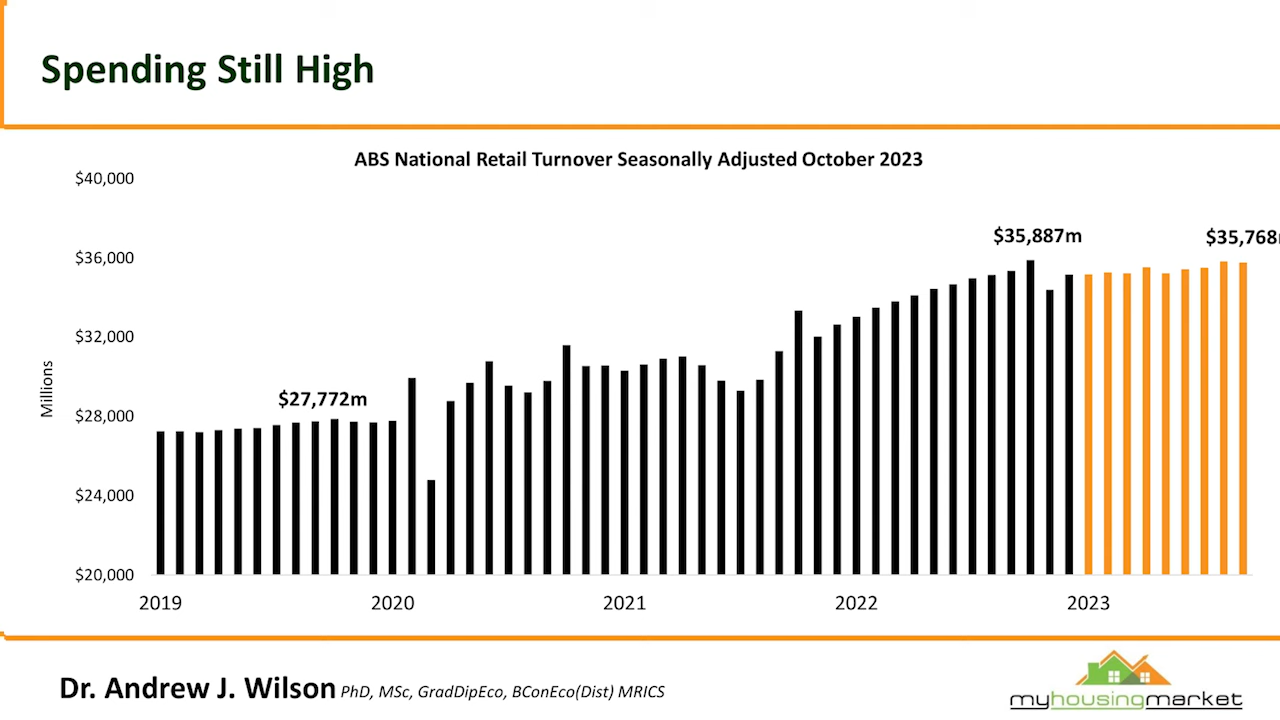 Spending Still High
ABS National Retail Turnover Seasonally Adjusted October 2023
$40,000
$36,000
$32,000
$28,000
$24,000
$20,000
Millions
$27,772m
$35,887m
$35,768m
2019 2020 2021 2022 2023
Dr. Andrew J. Wilson PhD, MSc, GradDipEco, BConEco(Dist) MRICS
myhousingmarket